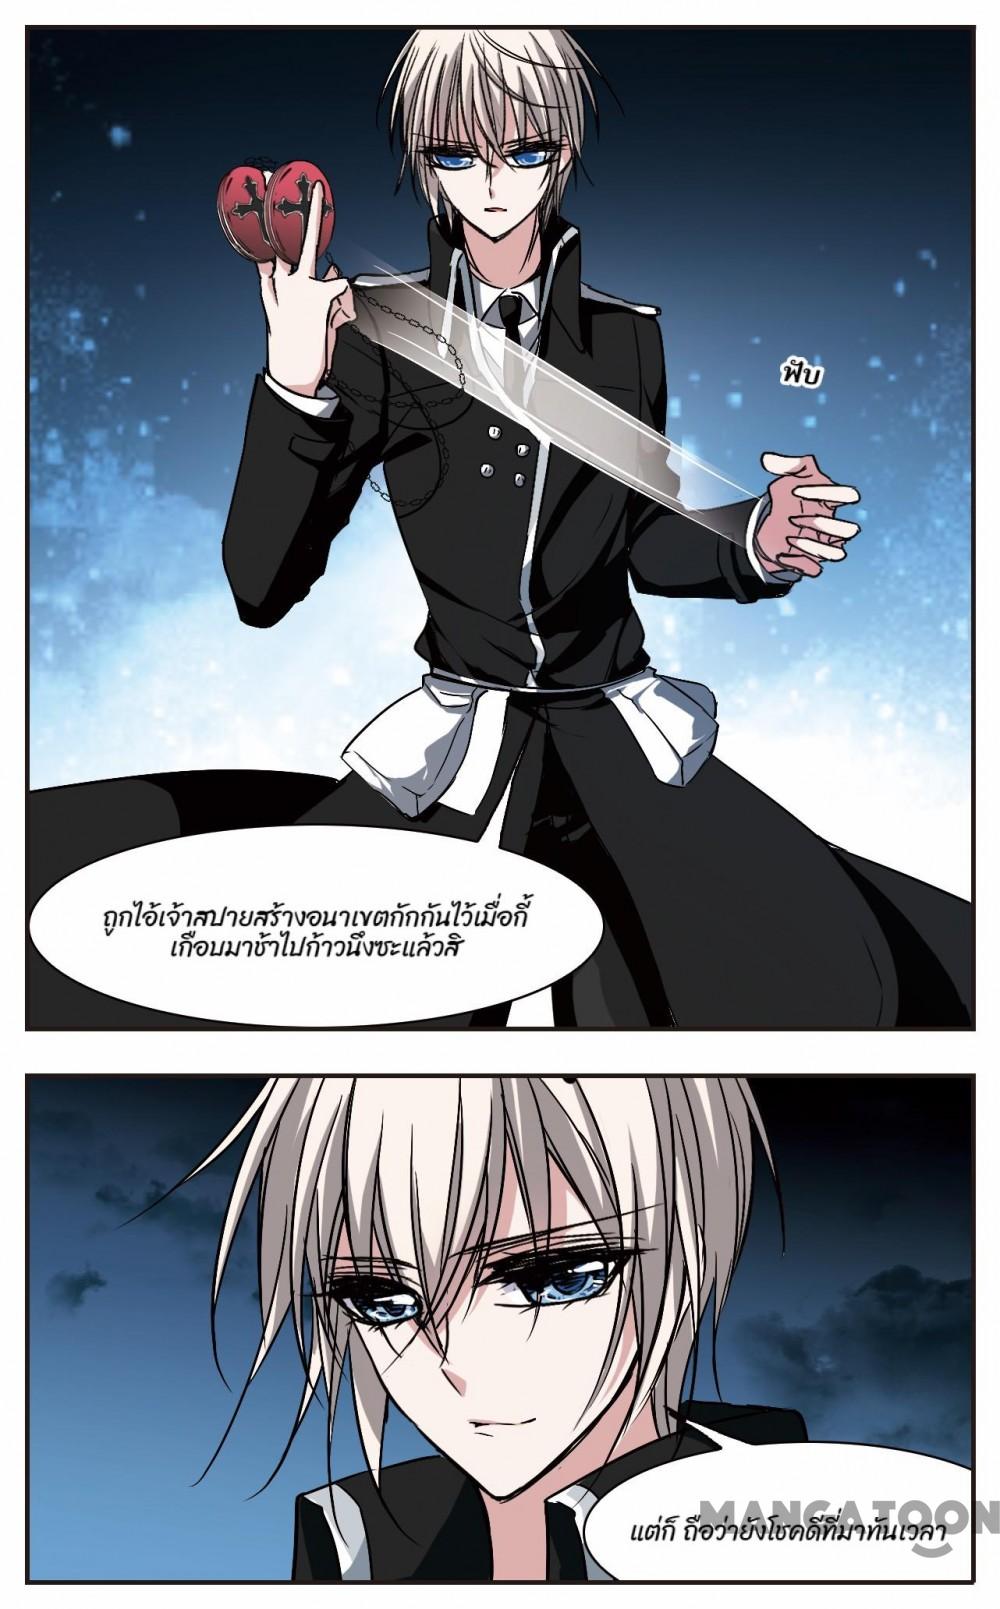 ฟับ
ถูกไอ้เจ้าสปายสร้างอนาเขตกักกันไว้เมื่อกี้
เกือบมาช้าไปก้าวนึงซะแล้วสิ
แต่ก็ ถือว่ายังโชคดีที่มาทันเวลา
MANGATOON